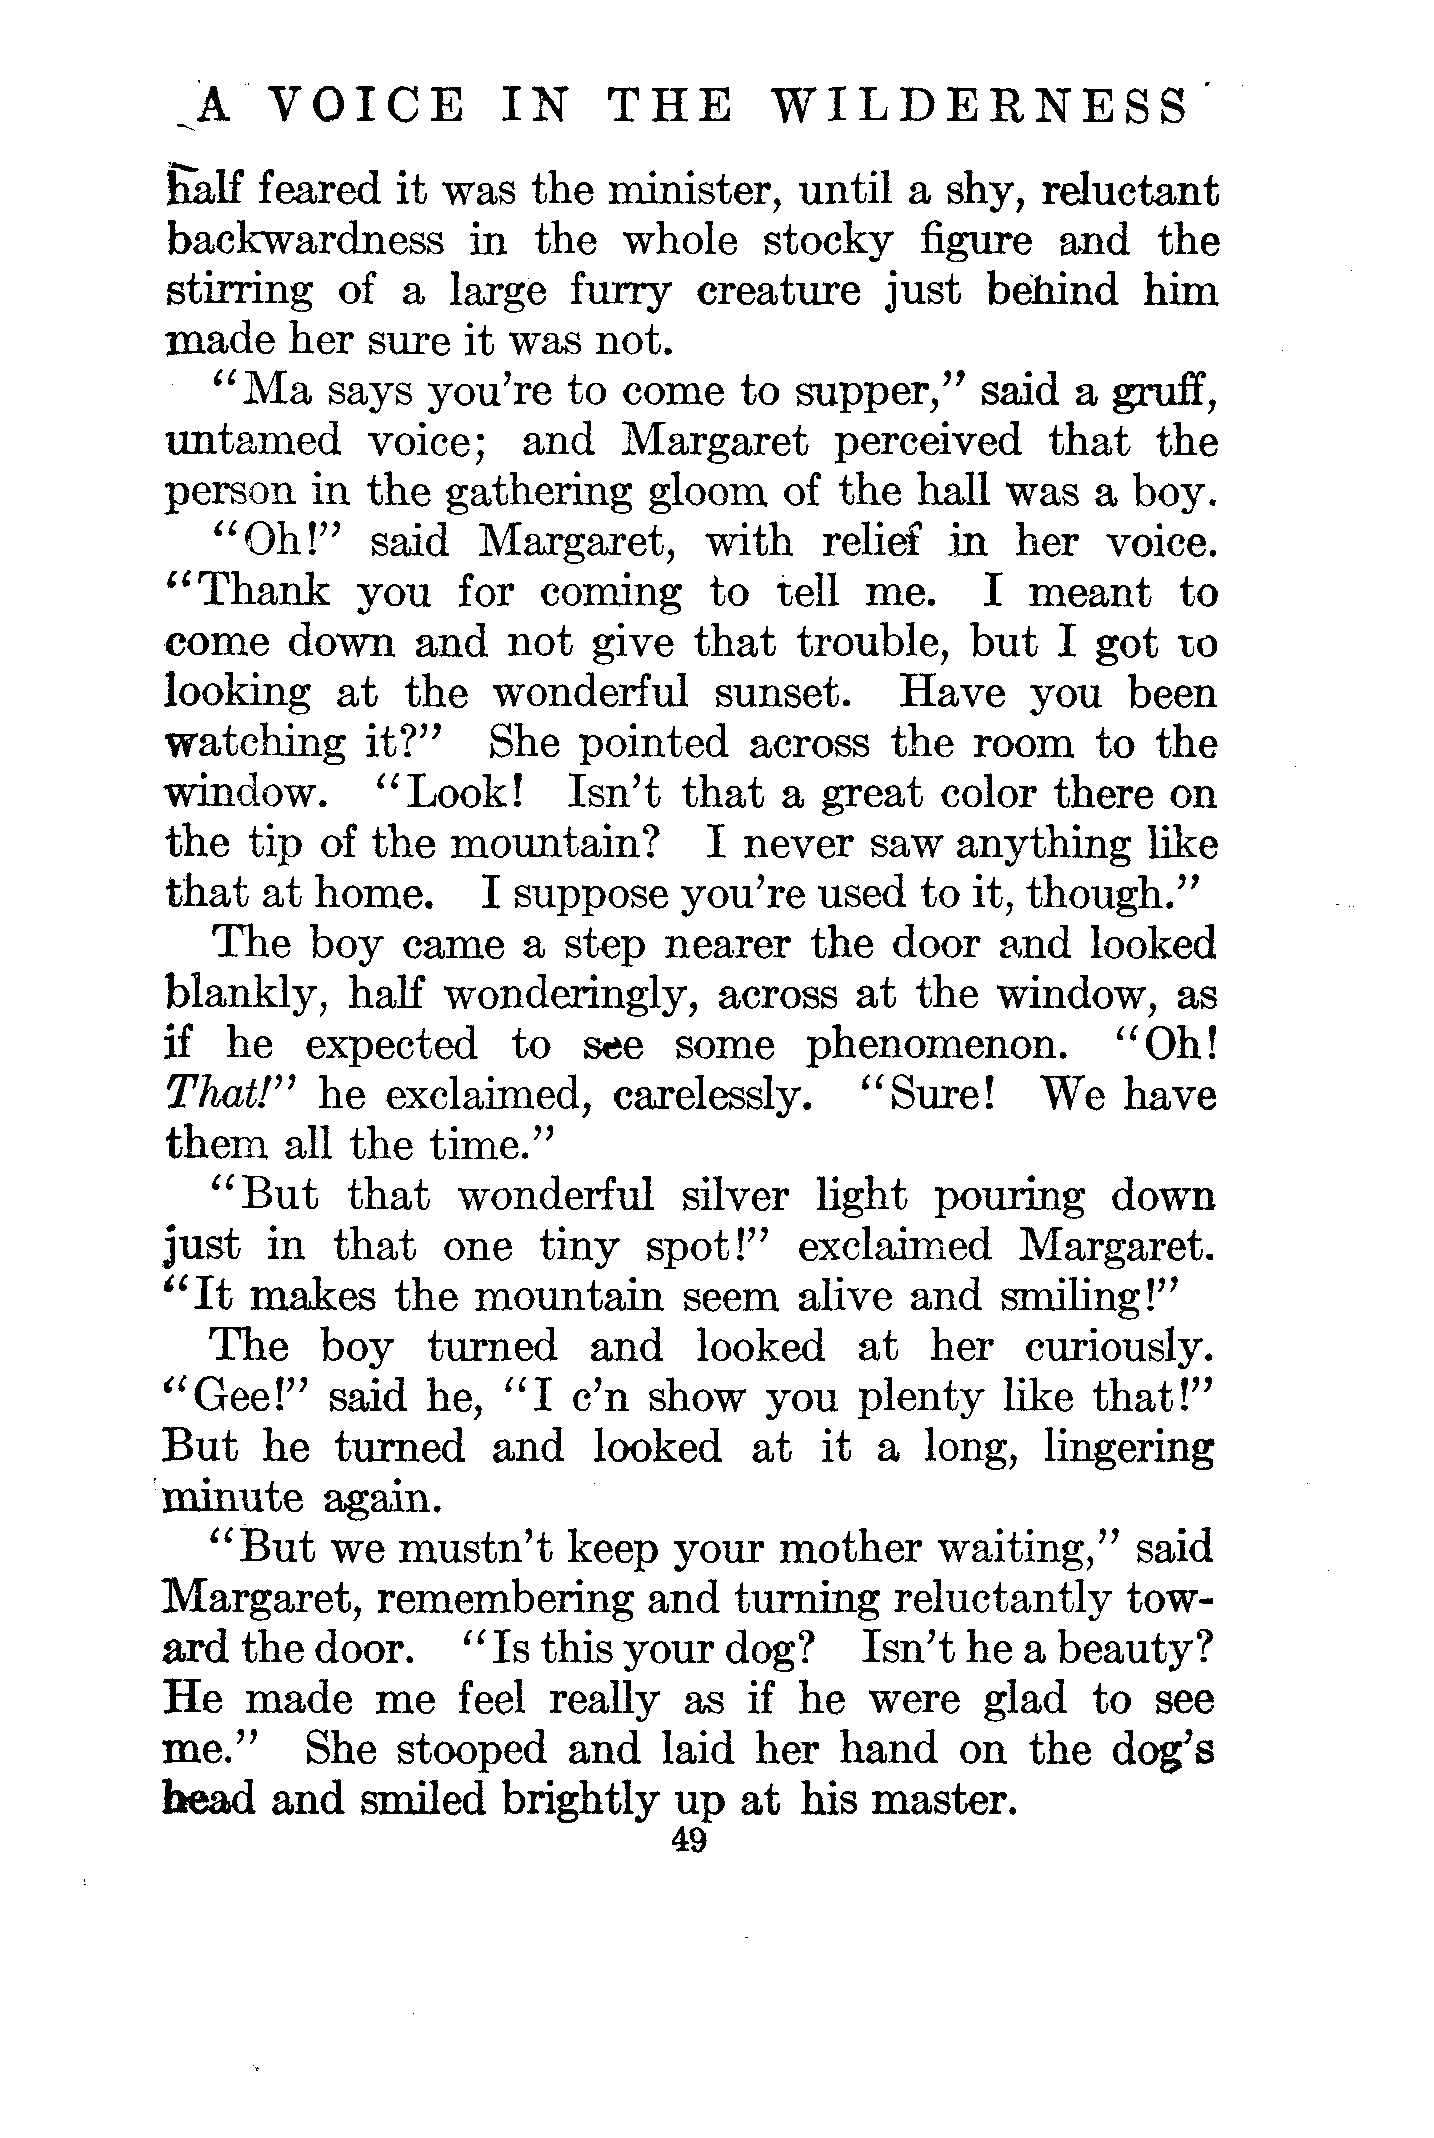 A VOICE IN THE WILDERNESS
half feared it was the minister, until a shy, reluctant
backwardness in the whole stocky figure and the
stirring of a large furry creature just behind him
made her sure it was not.
“Ma says you’re to come to supper,” said a gruff,
untamed voice; and Margaret perceived that the
person in the gathering gloom of the hall was a boy.
“Oh!” said Margaret, with relief in her voice.
“Thank you for coming to tell me. I meant to
come down and not give that trouble, but I got to
looking at the wonderful sunset. Have you been
watching it?” She pointed across the room to the
window. “Look! Isn’t that a great color there on
the tip of the mountain? I never saw anything like
that at home. I suppose you’re used to it, though.”
The boy came a step nearer the door and looked
blankly, half wonderingly, across at the window, as
if he expected to see some phenomenon. “Oh!
That!” he exclaimed, carelessly. “Sure! We have
them all the time.”
“But that wonderful silver light pouring down
just in that one tiny spot!” exclaimed Margaret.
“It makes the mountain seem alive and smiling!”
The boy turned and looked at her curiously.
“Gee!” said he, “I c’n show you plenty like that!”
But he turned and looked at it a long, lingering
minute again.
“But we mustn’t keep your mother waiting,” said
Margaret, remembering and turning reluctantly tow-
ard the door. “Is this your dog? Isn’t he a beauty?
He made me feel really as if he were glad to see
me.” She stooped and laid her hand on the dog’s
head and smiled brightly up at his master.
49